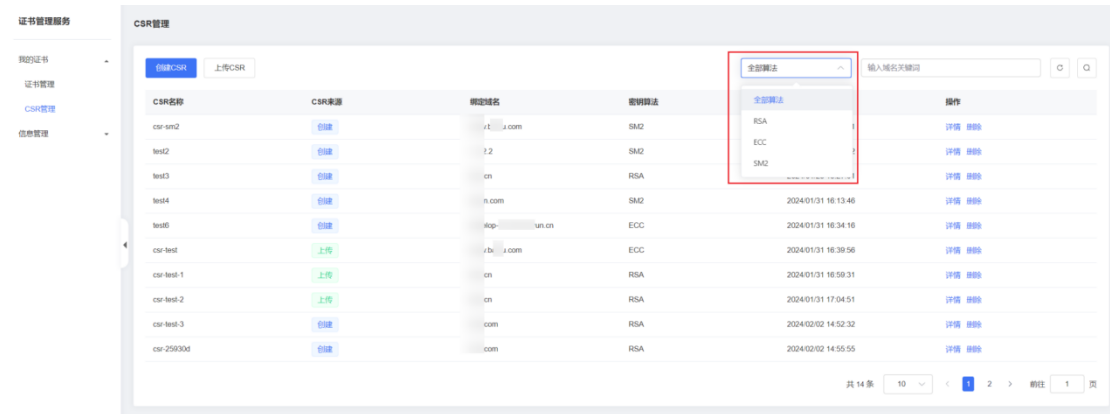 证书管理服务
CSR管理
我的证书
证书管理
CSR管理
信息管理
创建CSR 上传CSR 全部算法 输入域名关键词
全部算法
RSA
ECC
SM2
CSR名称 CSR来源 绑定域名 密钥算法 操作
csr-sm2 创建 u.com SM2 详情 删除
test2 创建 2.2 SM2 详情 删除
test3 创建 cn RSA 详情 删除
test4 创建 n.com SM2 2024/01/31 16:13:46 详情 删除
test6 创建 lop- un.cn ECC 2024/01/31 16:34:16 详情 删除
csr-test 上传 .com ECC 2024/01/31 16:39:56 详情 删除
csr-test-1 上传 cn RSA 2024/01/31 16:59:31 详情 删除
csr-test-2 上传 cn RSA 2024/01/31 17:04:51 详情 删除
csr-test-3 创建 com RSA 2024/02/02 14:52:32 详情 删除
csr-25930d 创建 com RSA 2024/02/02 14:55:55 详情 删除
共 14 条 10 1 2 前往 1 页